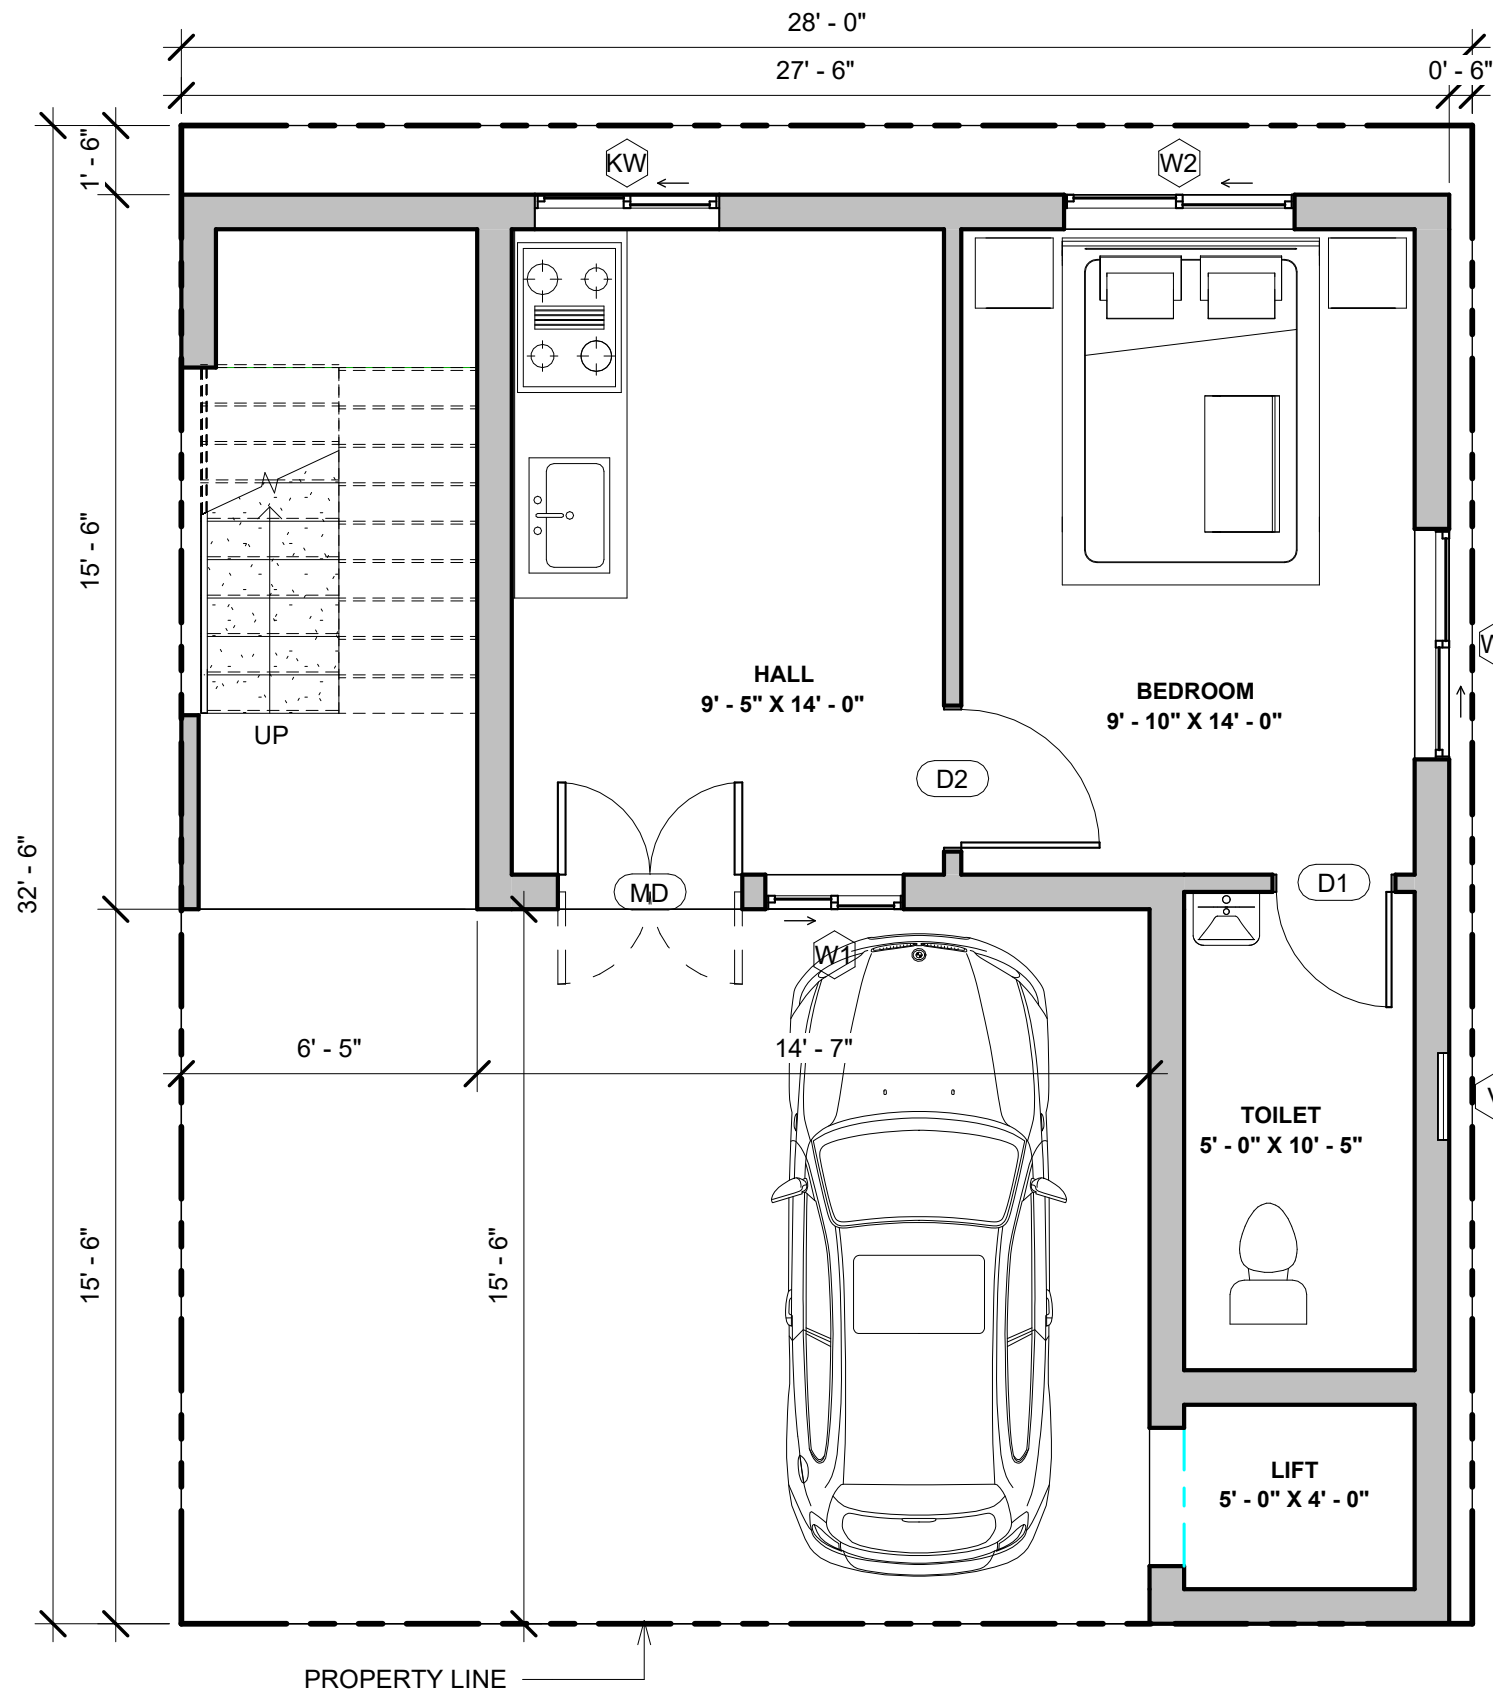 28' - 0"
27' - 6"
0' - 6"
1' - 6"
KW
W2
15' - 6"
W
HALL
9' - 5" X 14' - 0"
BEDROOM
9' - 10" X 14' - 0"
UP
D2
32' - 6"
MD
D1
W1
6' - 5"
14' - 7"
TOILET
5' - 0" X 10' - 5"
15' - 6"
15' - 6"
LIFT
5' - 0" X 4' - 0"
PROPERTY LINE